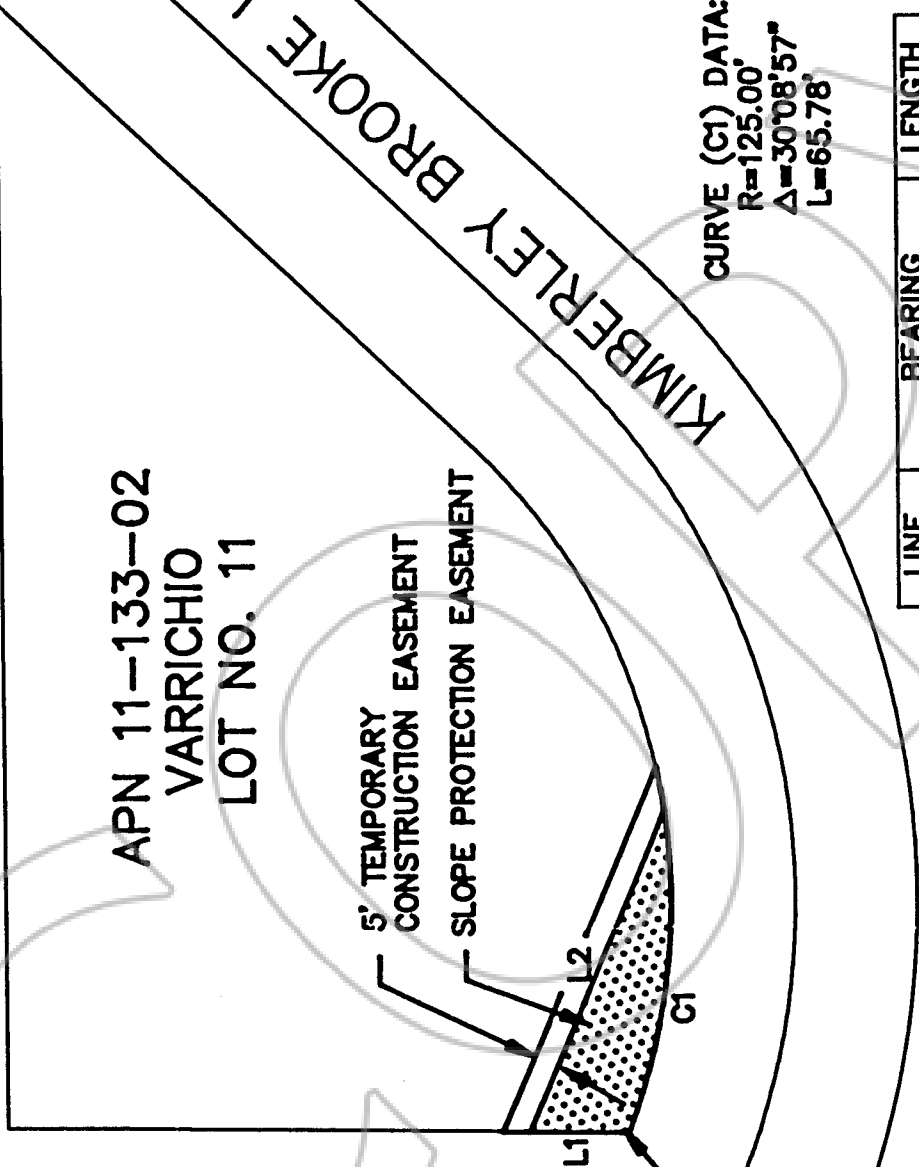 APN 11-133-02
VARRICHIO
LOT NO. 11
5' TEMPORARY
CONSTRUCTION EASEMENT
SLOPE PROTECTION EASEMENT
L2
L1
C1
KIMBERLEY BROOKE
CURVE (C1) DATA:
R=125.00'
Δ=30°08'57"
L=65.78'
LINE BEARING LENGTH